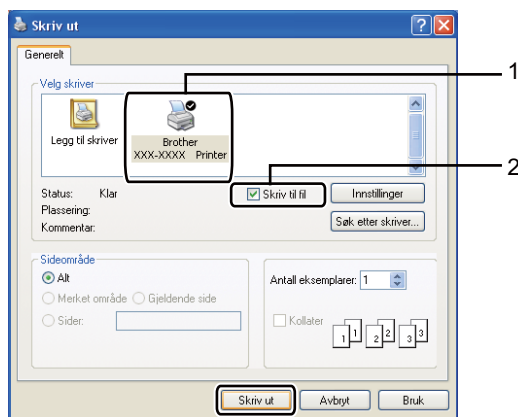 Skriv ut
Generelt
Velg skriver
1
Legg til skriver
Brother
XXX-XXXX Printer
2
Status: Klar
Skriv til fil
Innstillinger
Plassering:
Kommentar:
Søk etter skriver...
Sideområde
Alt
Antall eksemplarer: 1
Merket område
Gjeldende side
Sider:
Kollater
1 1 2 2 3 3
Skriv ut
Avbryt
Bruk